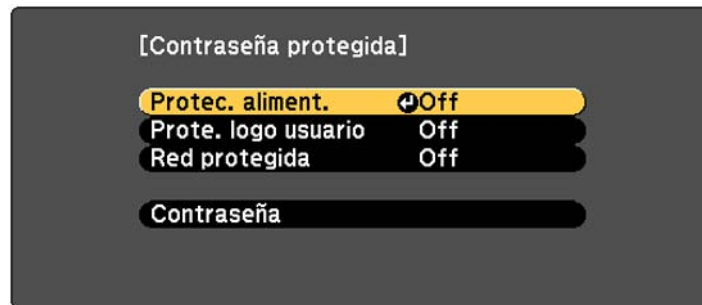 [Contraseña protegida]
Protec. aliment. Off
Prote. logo usuario Off
Red protegida Off
Contraseña